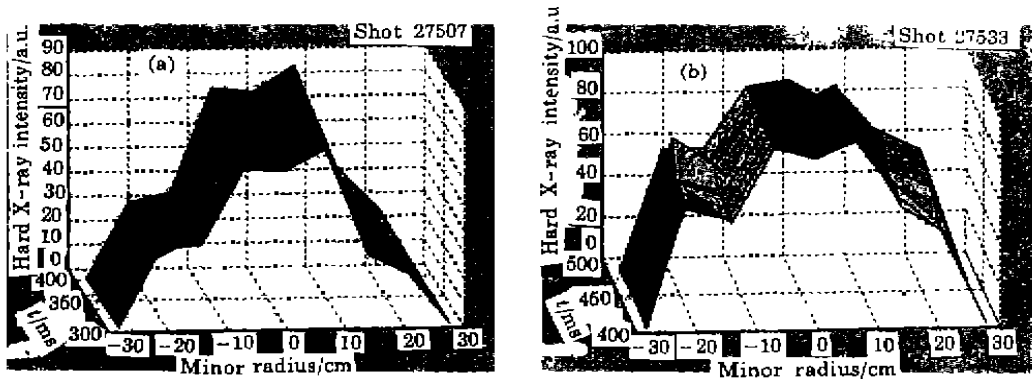 Shot 27507
(a)
Hard X-ray intensity/a.u.
90
80
70
60
50
40
30
20
10
0
400
350
300
t/ms
-30 -20 -10 0 10 20 30
Minor radius/cm
Shot 27533
(b)
Hard X-ray intensity/a.u
100
80
60
40
20
0
500
450
400
t/ms
-30 -20 -10 0 10 20 30
Minor radius/cm